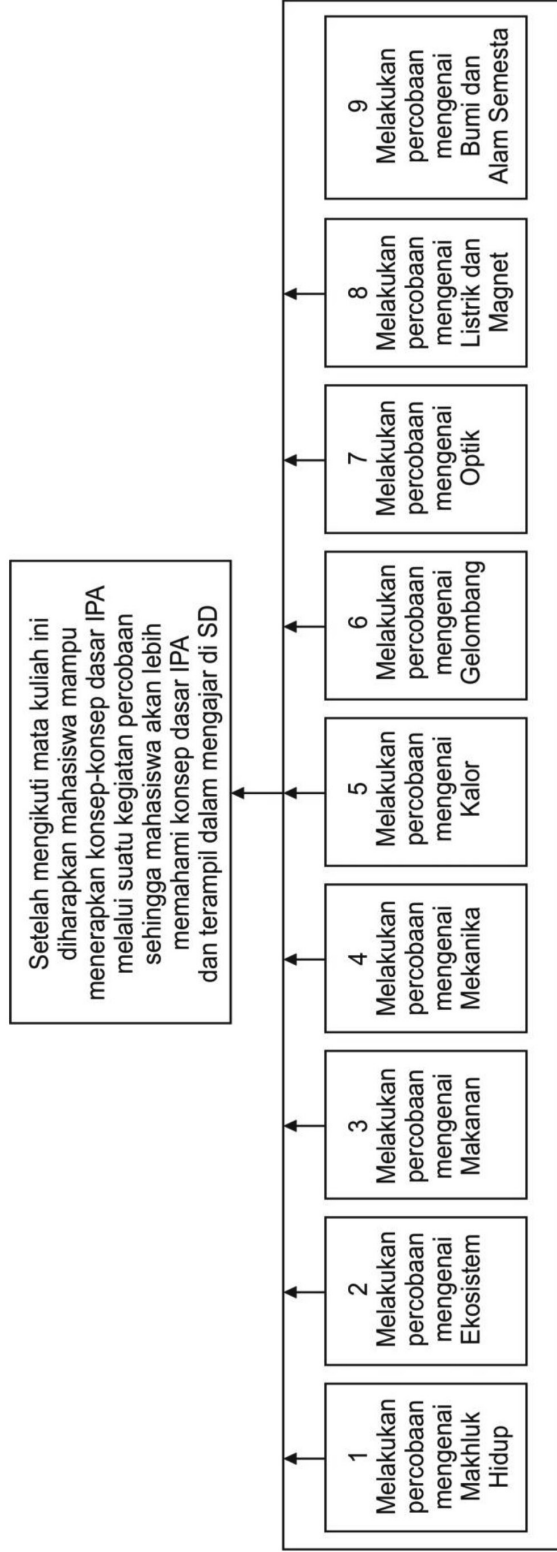 Setelah mengikuti mata kuliah ini
diharapkan mahasiswa mampu
menerapkan konsep-konsep dasar IPA
melalui suatu kegiatan percobaan
sehingga mahasiswa akan lebih
memahami konsep dasar IPA
dan terampil dalam mengajar di SD
1
Melakukan
percobaan
mengenai
Makhluk
Hidup
2
Melakukan
percobaan
mengenai
Ekosistem
3
Melakukan
percobaan
mengenai
Makanan
4
Melakukan
percobaan
mengenai
Mekanika
5
Melakukan
percobaan
mengenai
Kalor
6
Melakukan
percobaan
mengenai
Gelombang
7
Melakukan
percobaan
mengenai
Optik
8
Melakukan
percobaan
mengenai
Listrik dan
Magnet
9
Melakukan
percobaan
mengenai
Bumi dan
Alam Semesta